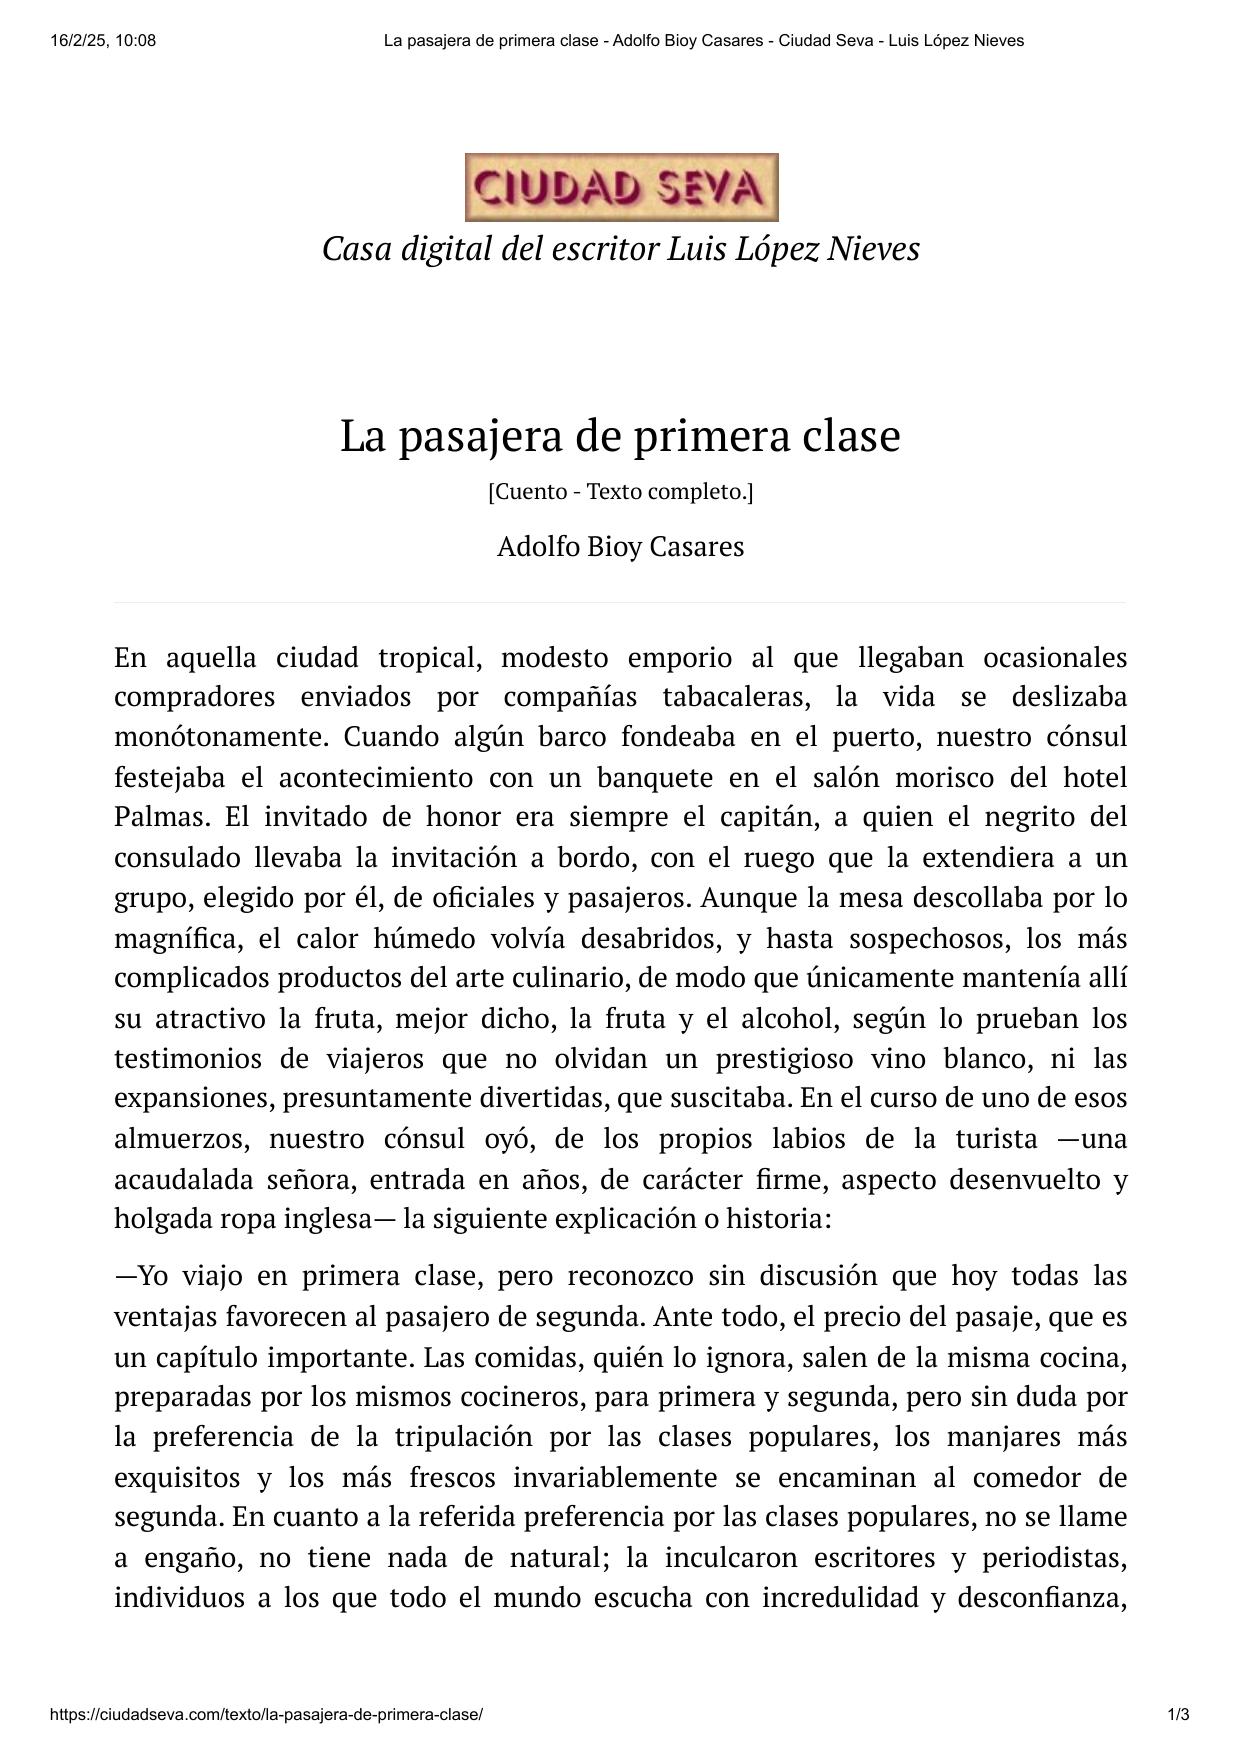 16/2/25, 10:08 La pasajera de primera clase - Adolfo Bioy Casares - Ciudad Seva - Luis López Nieves
CIUDAD SEVA
Casa digital del escritor Luis López Nieves
La pasajera de primera clase
[Cuento - Texto completo.]
Adolfo Bioy Casares
En aquella ciudad tropical, modesto emporio al que llegaban ocasionales
compradores enviados por compañías tabacaleras, la vida se deslizaba
monótonamente. Cuando algún barco fondeaba en el puerto, nuestro cónsul
festejaba el acontecimiento con un banquete en el salón morisco del hotel
Palmas. El invitado de honor era siempre el capitán, a quien el negrito del
consulado llevaba la invitación a bordo, con el ruego que la extendiera a un
grupo, elegido por él, de oficiales y pasajeros. Aunque la mesa descollaba por lo
magnífica, el calor húmedo volvía desabridos, y hasta sospechosos, los más
complicados productos del arte culinario, de modo que únicamente mantenía allí
su atractivo la fruta, mejor dicho, la fruta y el alcohol, según lo prueban los
testimonios de viajeros que no olvidan un prestigioso vino blanco, ni las
expansiones, presuntamente divertidas, que suscitaba. En el curso de uno de esos
almuerzos, nuestro cónsul oyó, de los propios labios de la turista —una
acaudalada señora, entrada en años, de carácter firme, aspecto desenvuelto y
holgada ropa inglesa— la siguiente explicación o historia:
—Yo viajo en primera clase, pero reconozco sin discusión que hoy todas las
ventajas favorecen al pasajero de segunda. Ante todo, el precio del pasaje, que es
un capítulo importante. Las comidas, quién lo ignora, salen de la misma cocina,
preparadas por los mismos cocineros, para primera y segunda, pero sin duda por
la preferencia de la tripulación por las clases populares, los manjares más
exquisitos y los más frescos invariablemente se encaminan al comedor de
segunda. En cuanto a la referida preferencia por las clases populares, no se llame
a engaño, no tiene nada de natural; la inculcaron escritores y periodistas,
individuos a los que todo el mundo escucha con incredulidad y desconfianza,
https://ciudadseva.com/texto/la-pasajera-de-primera-clase/ 1/3